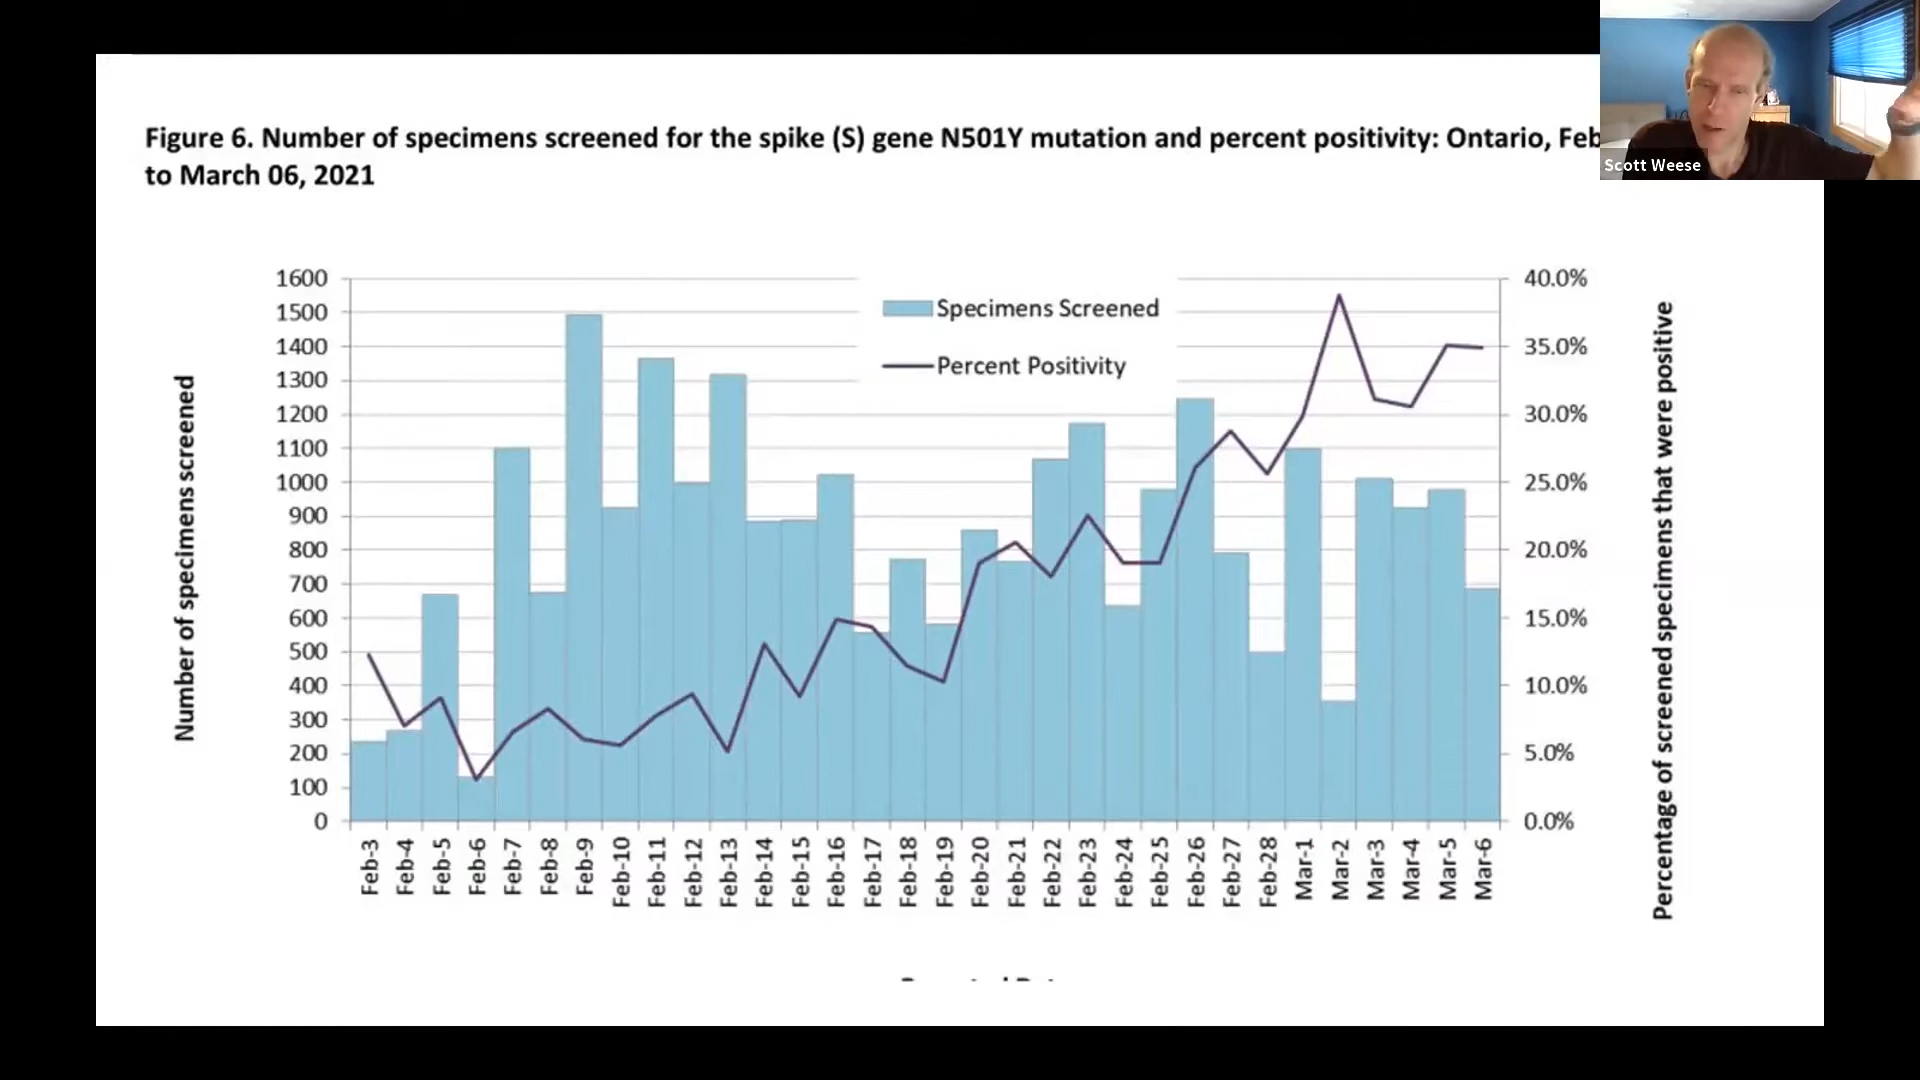 Figure 6. Number of specimens screened for the spike (S) gene N501Y mutation and percent positivity: Ontario, Feb
to March 06, 2021
Scott Weese
Number of specimens screened
1600
1500
1400
1300
1200
1100
1000
900
800
700
600
500
400
300
200
100
0
Specimens Screened
Percent Positivity
40.0%
35.0%
30.0%
25.0%
20.0%
15.0%
10.0%
5.0%
0.0%
Percentage of screened specimens that were positive
Feb-3
Feb-4
Feb-5
Feb-6
Feb-7
Feb-8
Feb-9
Feb-10
Feb-11
Feb-12
Feb-13
Feb-14
Feb-15
Feb-16
Feb-17
Feb-18
Feb-19
Feb-20
Feb-21
Feb-22
Feb-23
Feb-24
Feb-25
Feb-26
Feb-27
Feb-28
Mar-1
Mar-2
Mar-3
Mar-4
Mar-5
Mar-6